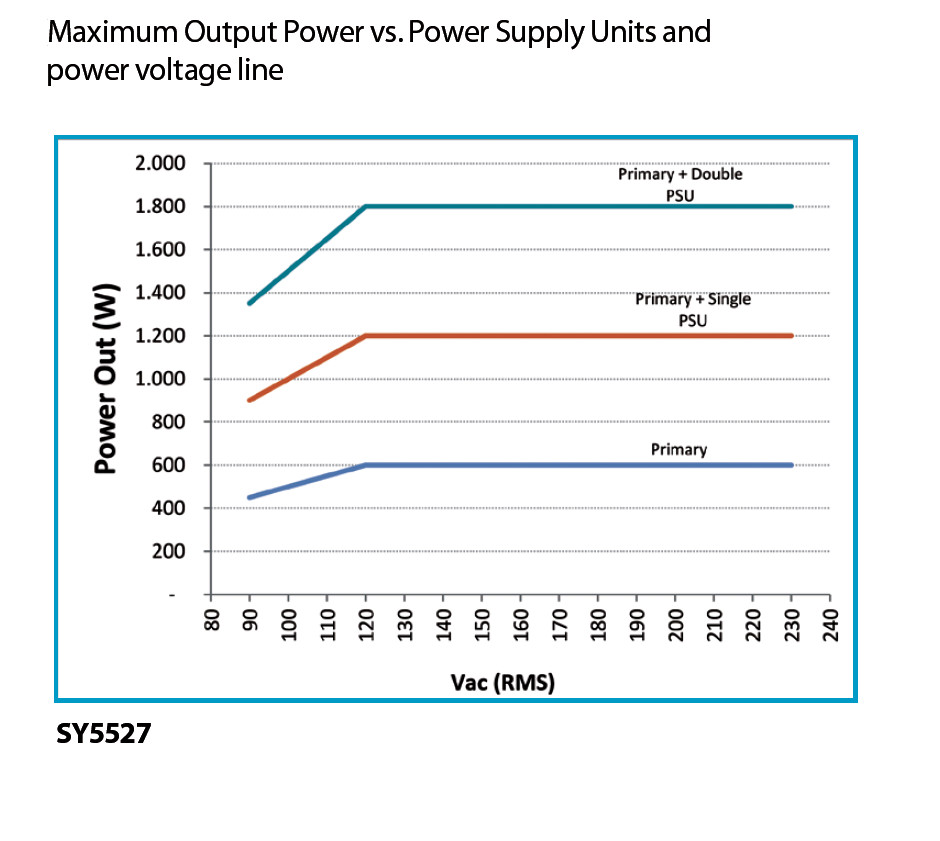 Maximum Output Power vs. Power Supply Units and
power voltage line
2.000
1.800
1.600
1.400
1.200
1.000
800
600
400
200
-
Power Out (W)
Primary + Double
PSU
Primary + Single
PSU
Primary
80
90
100
110
120
130
140
150
160
170
180
190
200
210
220
230
240
Vac (RMS)
SY5527